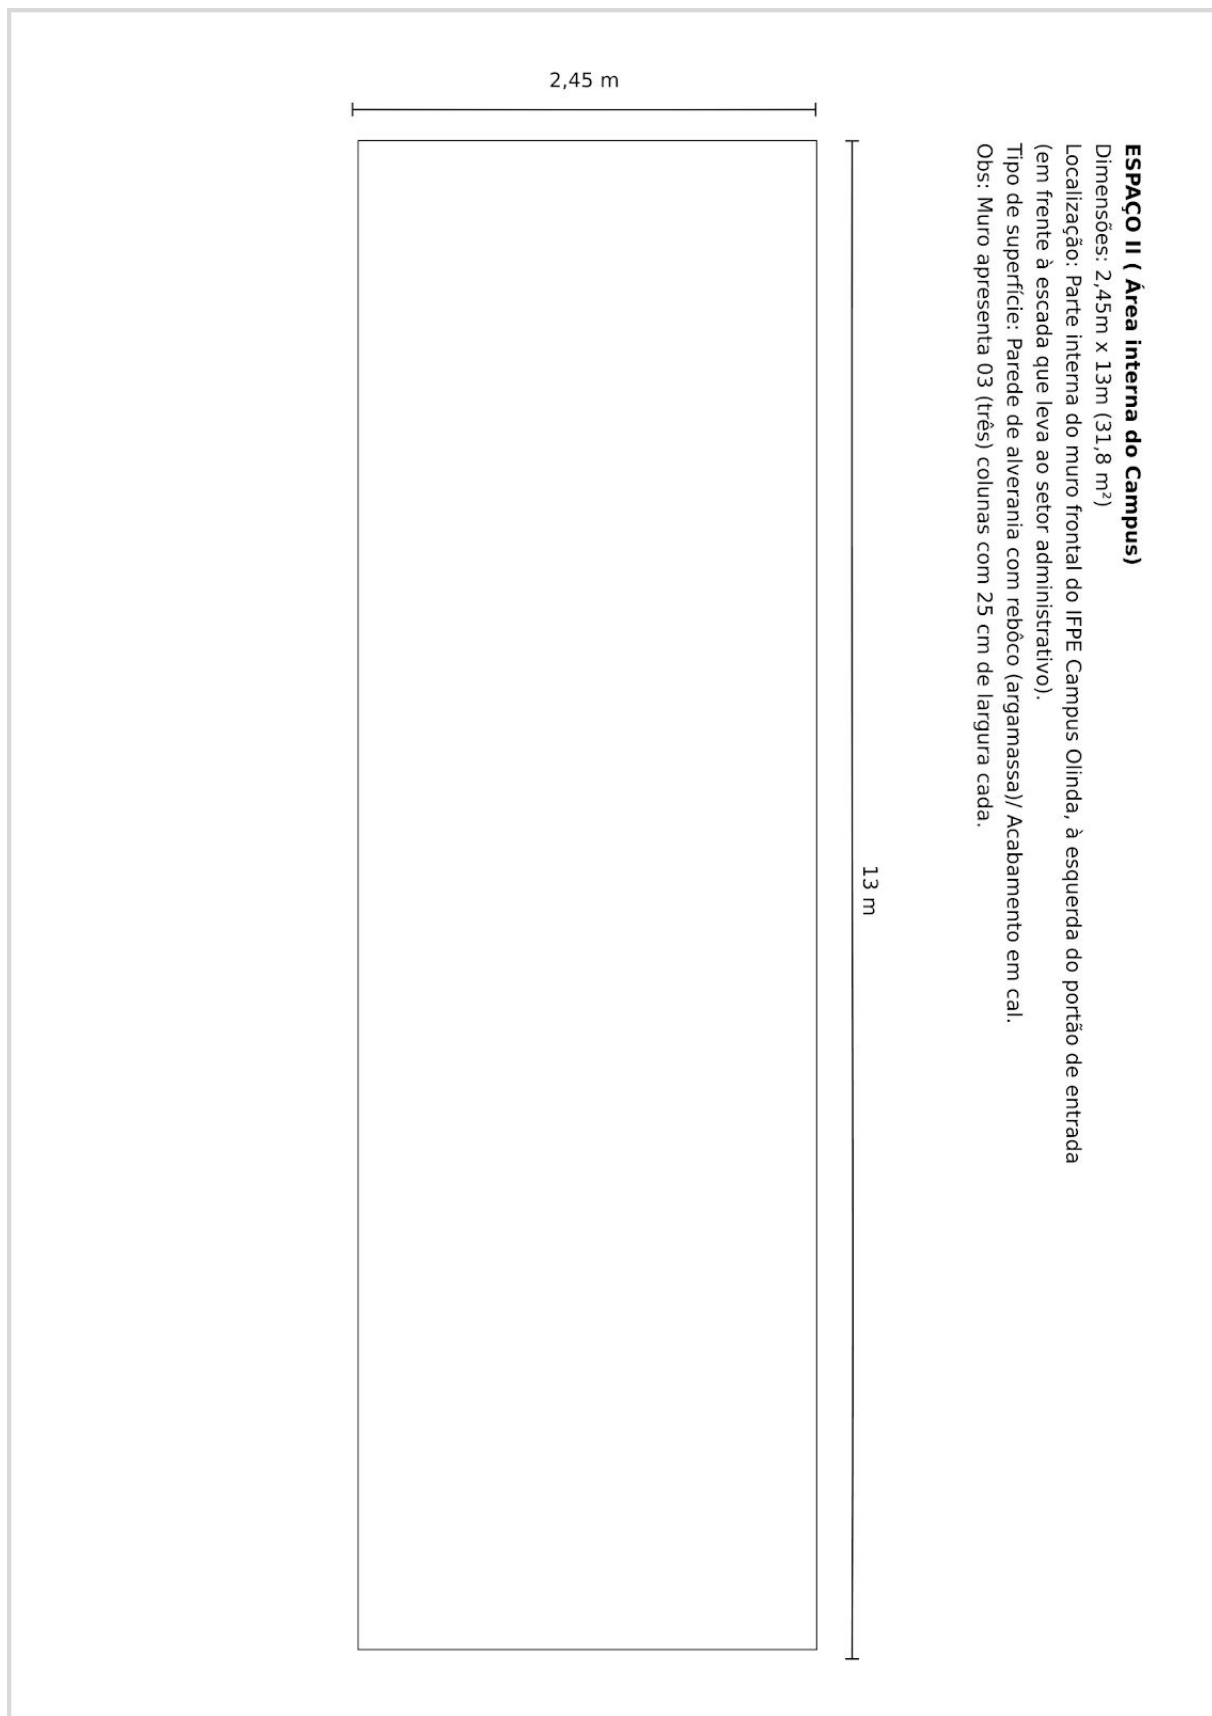 ESPAÇO II ( Área interna do Campus)
Dimensões: 2,45m x 13m (31,8 m²)
Localização: Parte interna do muro frontal do IFPE Campus Olinda, à esquerda do portão de entrada
(em frente à escada que leva ao setor administrativo).
Tipo de superfície: Parede de alverania com rebôco (argamassa)/ Acabamento em cal.
Obs: Muro apresenta 03 (três) colunas com 25 cm de largura cada.
13 m
2,45 m